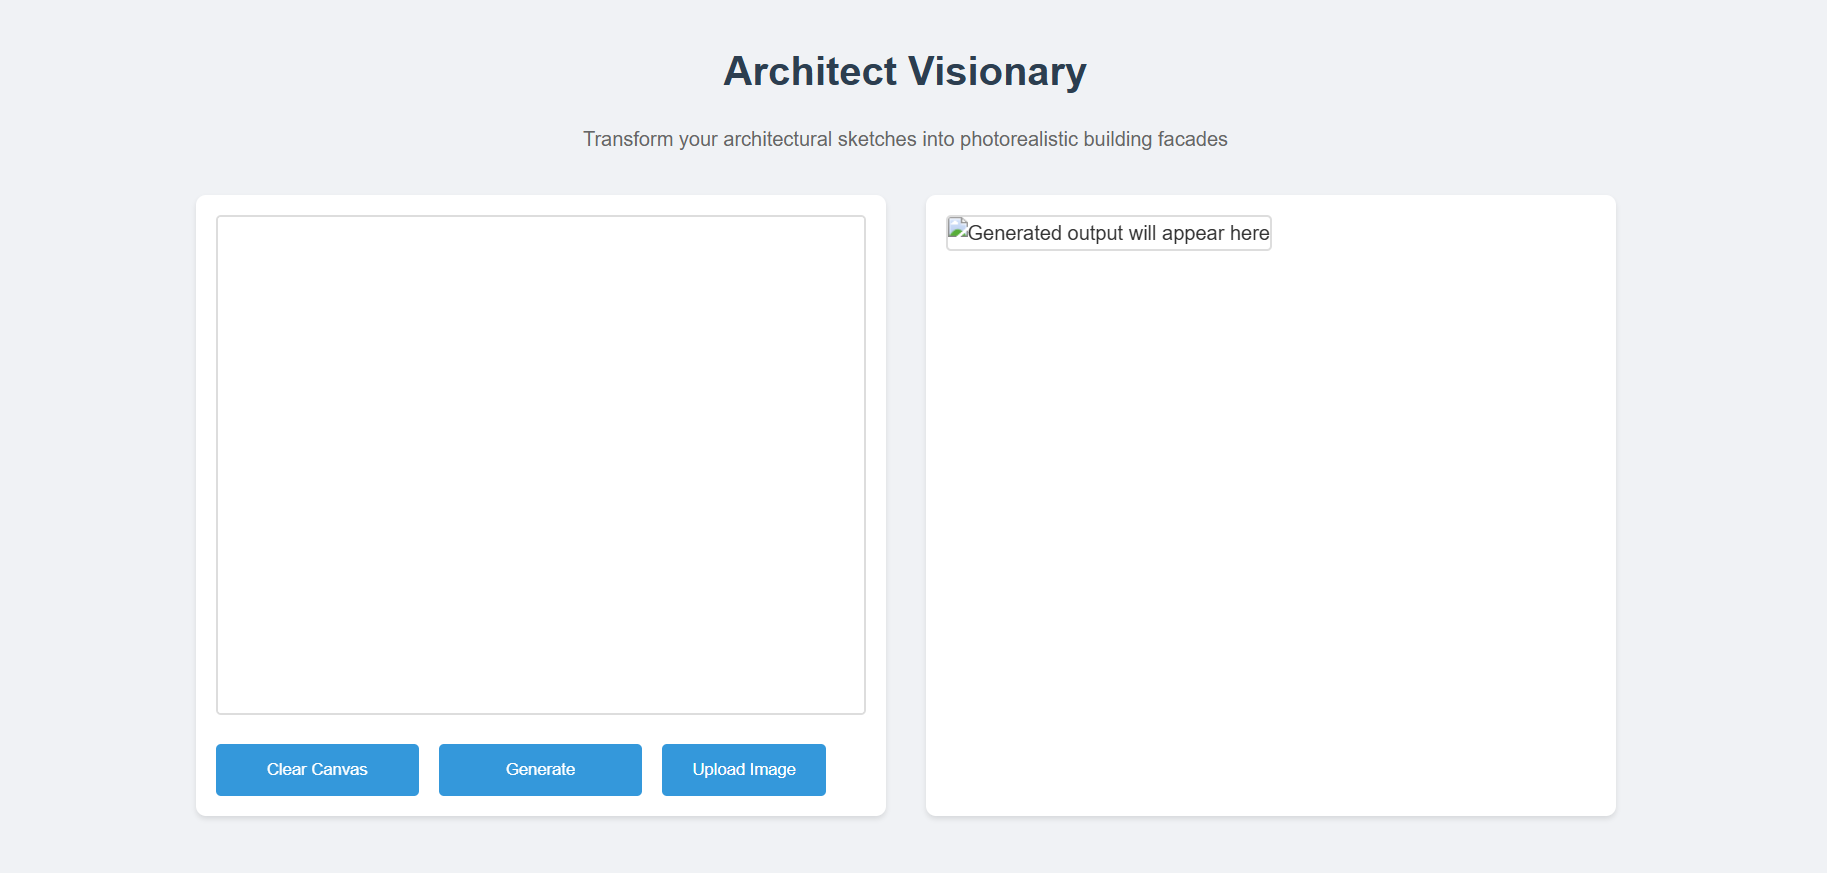 Architect Visionary
Transform your architectural sketches into photorealistic building facades
Generated output will appear here
Clear Canvas
Generate
Upload Image